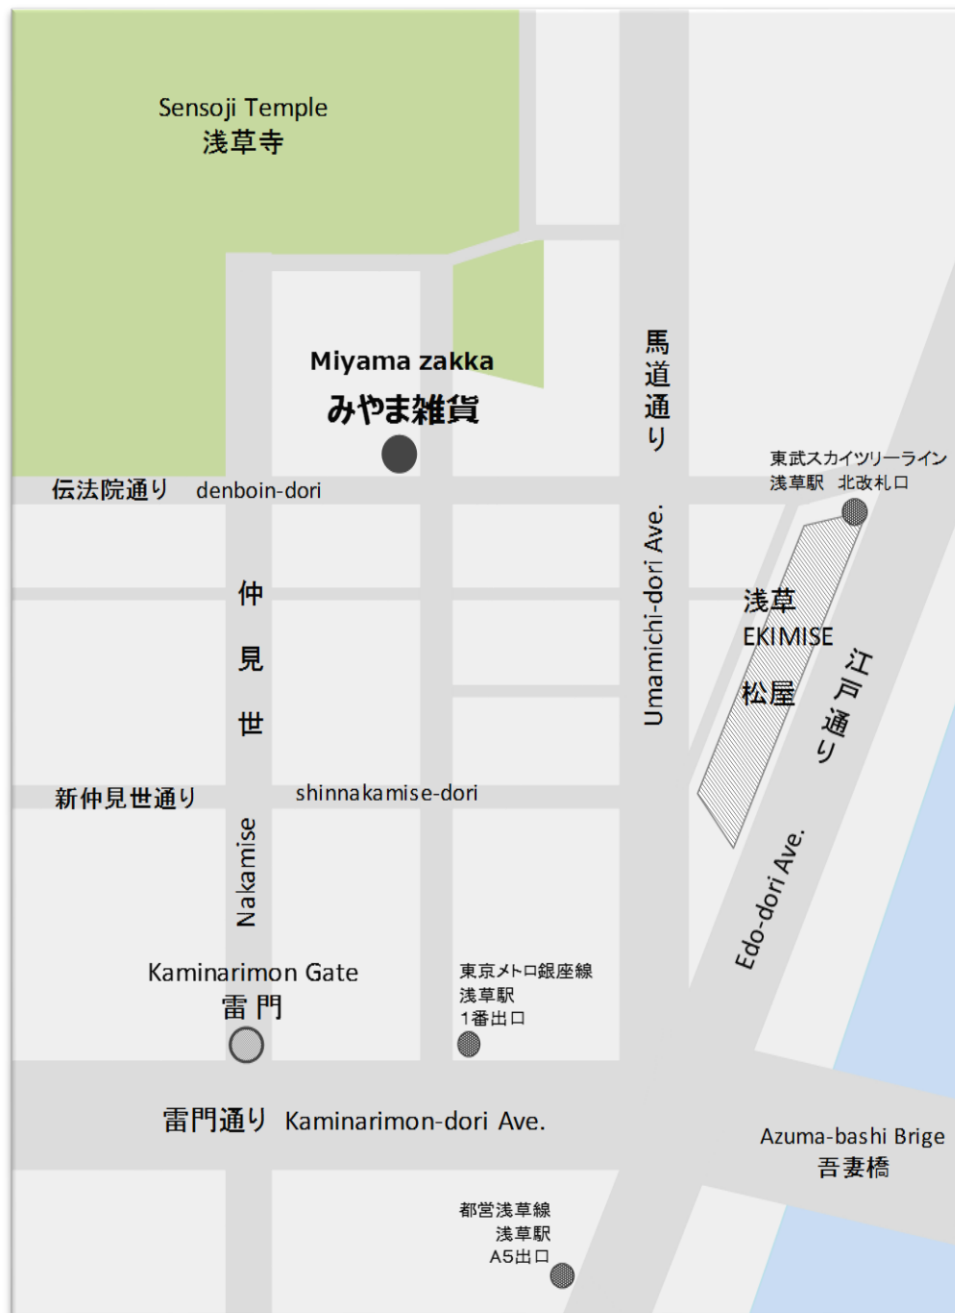 Sensoji Temple
浅草寺
Miyama zakka
みやま雑貨
馬道通り
Umamichi-dori Ave.
東武スカイツリーライン
浅草駅 北改札口
伝法院通り denboin-dori
仲見世
Nakamise
浅草
EKIMISE
松屋
江戸通り
Edo-dori Ave.
新仲見世通り shinnakamise-dori
Kaminarimon Gate
雷門
東京メトロ銀座線
浅草駅
1番出口
雷門通り Kaminarimon-dori Ave.
Azuma-bashi Brige
吾妻橋
都営浅草線
浅草駅
A5出口